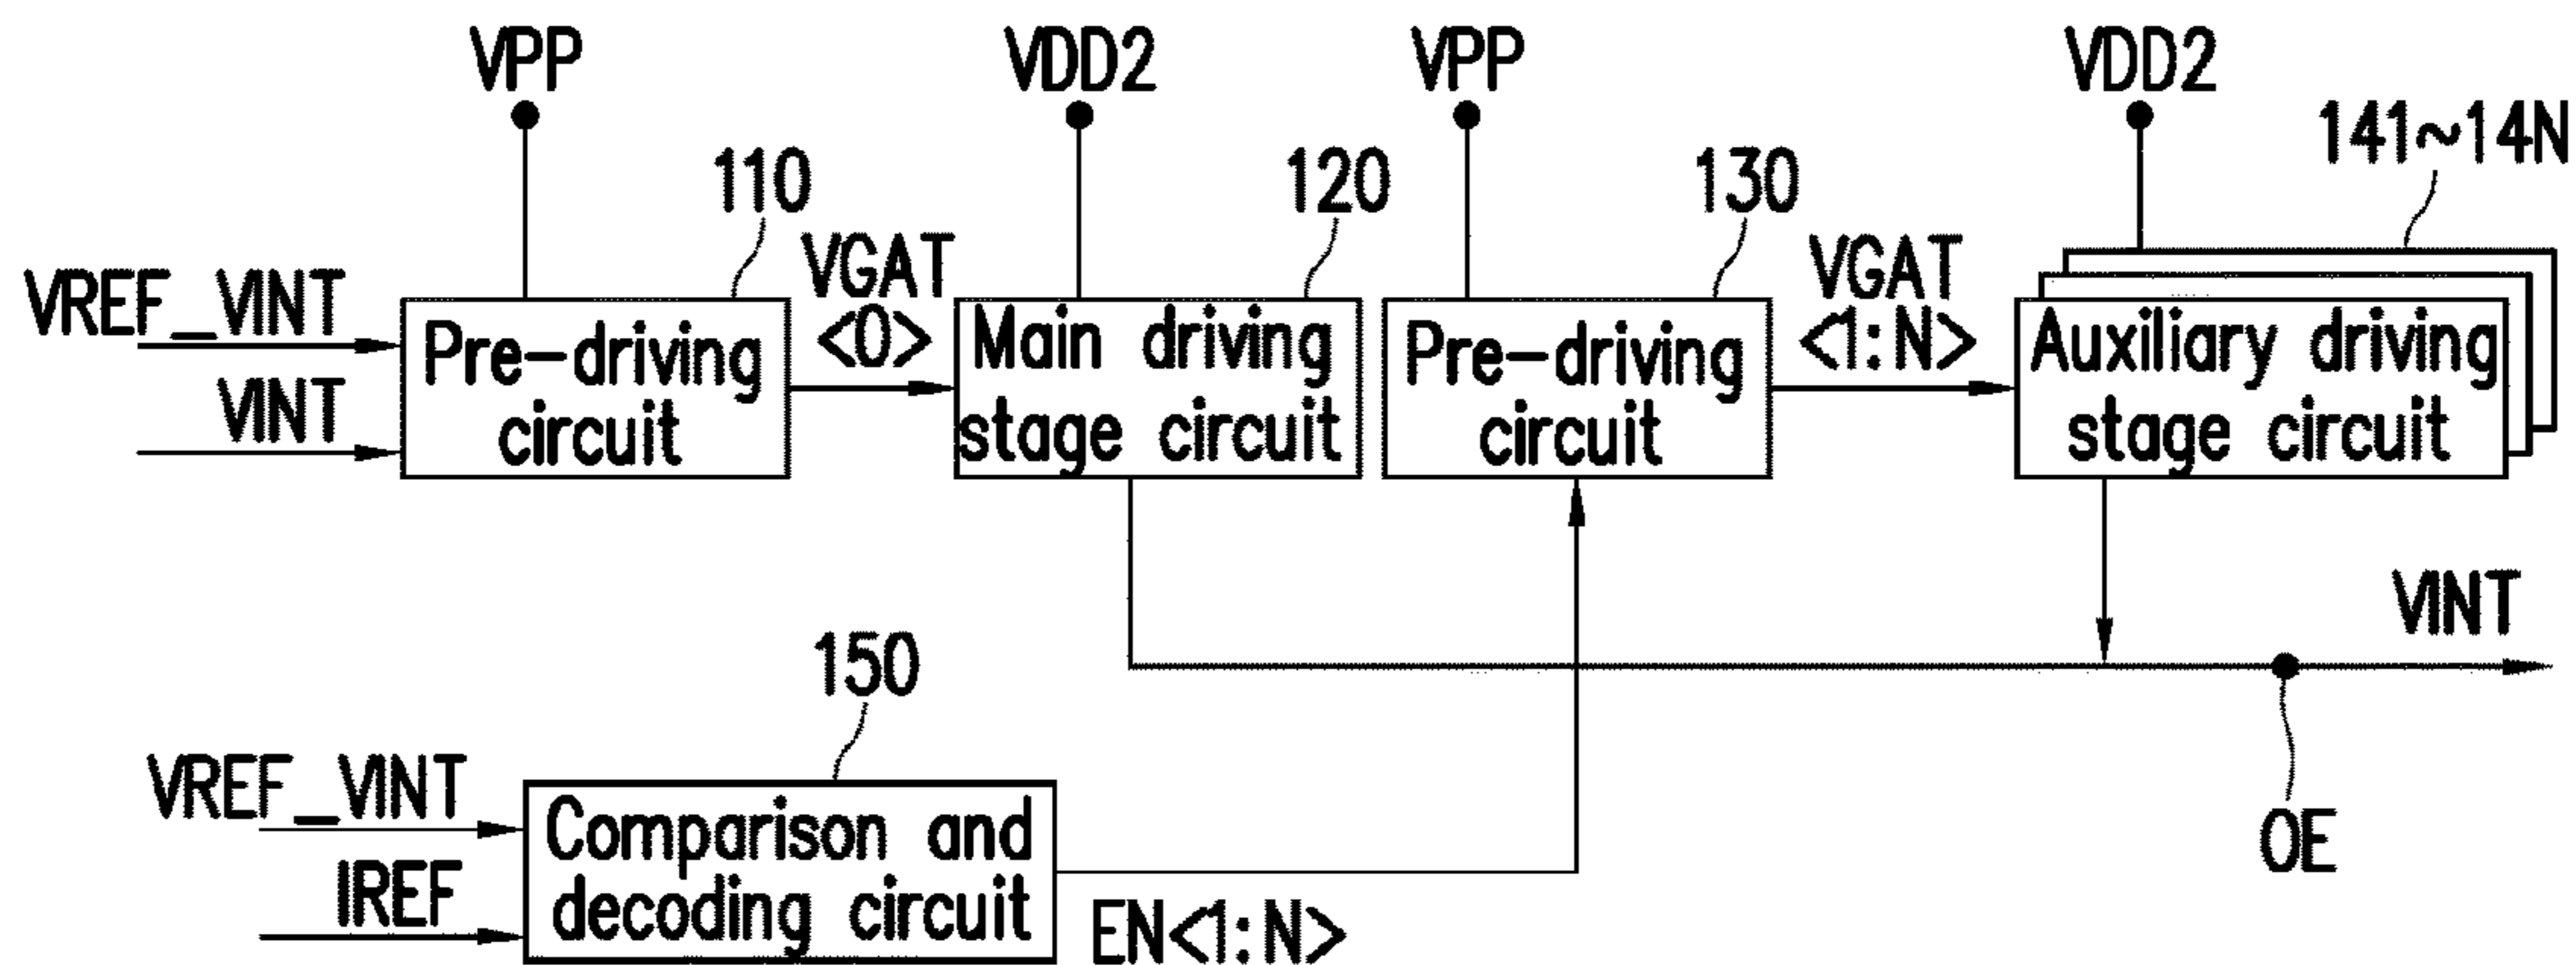 VPP
VDD2
VPP
VDD2
110
120
130
141~14N
VREF_VINT
VINT
Pre-driving
circuit
VGAT
<0>
Main driving
stage circuit
Pre-driving
circuit
VGAT
<1:N>
Auxiliary driving
stage circuit
VINT
OE
150
VREF_VINT
IREF
Comparison and
decoding circuit
EN<1:N>